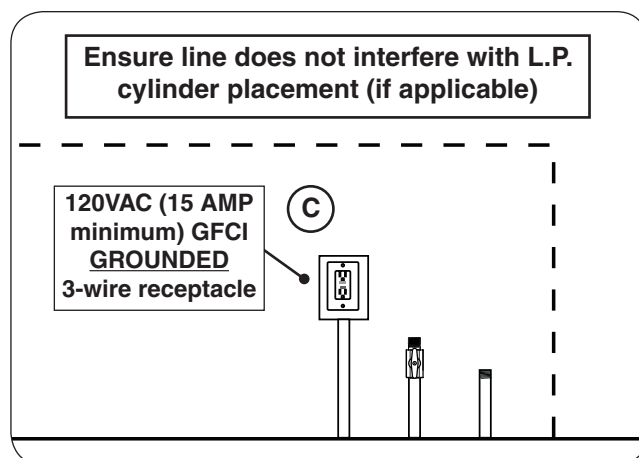 Ensure line does not interfere with L.P.
cylinder placement (if applicable)
120VAC (15 AMP
minimum) GFCI
GROUNDED
3-wire receptacle
C